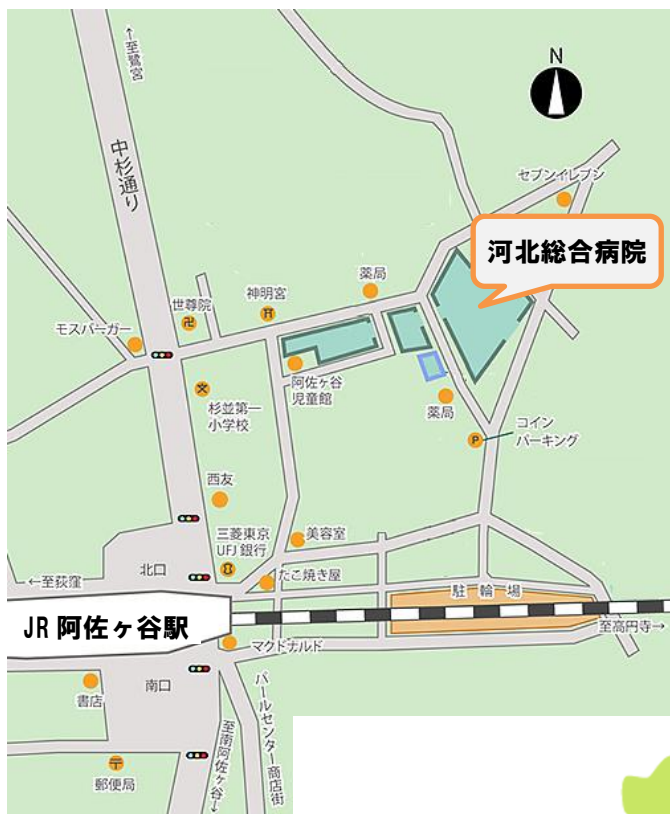 ←至鷺宮
N
中杉通り
セブンイレブン
河北総合病院
薬局
神明宮
世尊院
モスバーガー
阿佐ヶ谷
児童館
杉並第一
小学校
薬局
コイン
パーキング
P
西友
三菱東京
UFJ銀行
美容室
北口
←至荻窪
たこ焼き屋
駐輪場
JR 阿佐ヶ谷駅
至高円寺→
マクドナルド
南口
書店
郵便局
至南阿佐ヶ谷→
パールセンター商店街